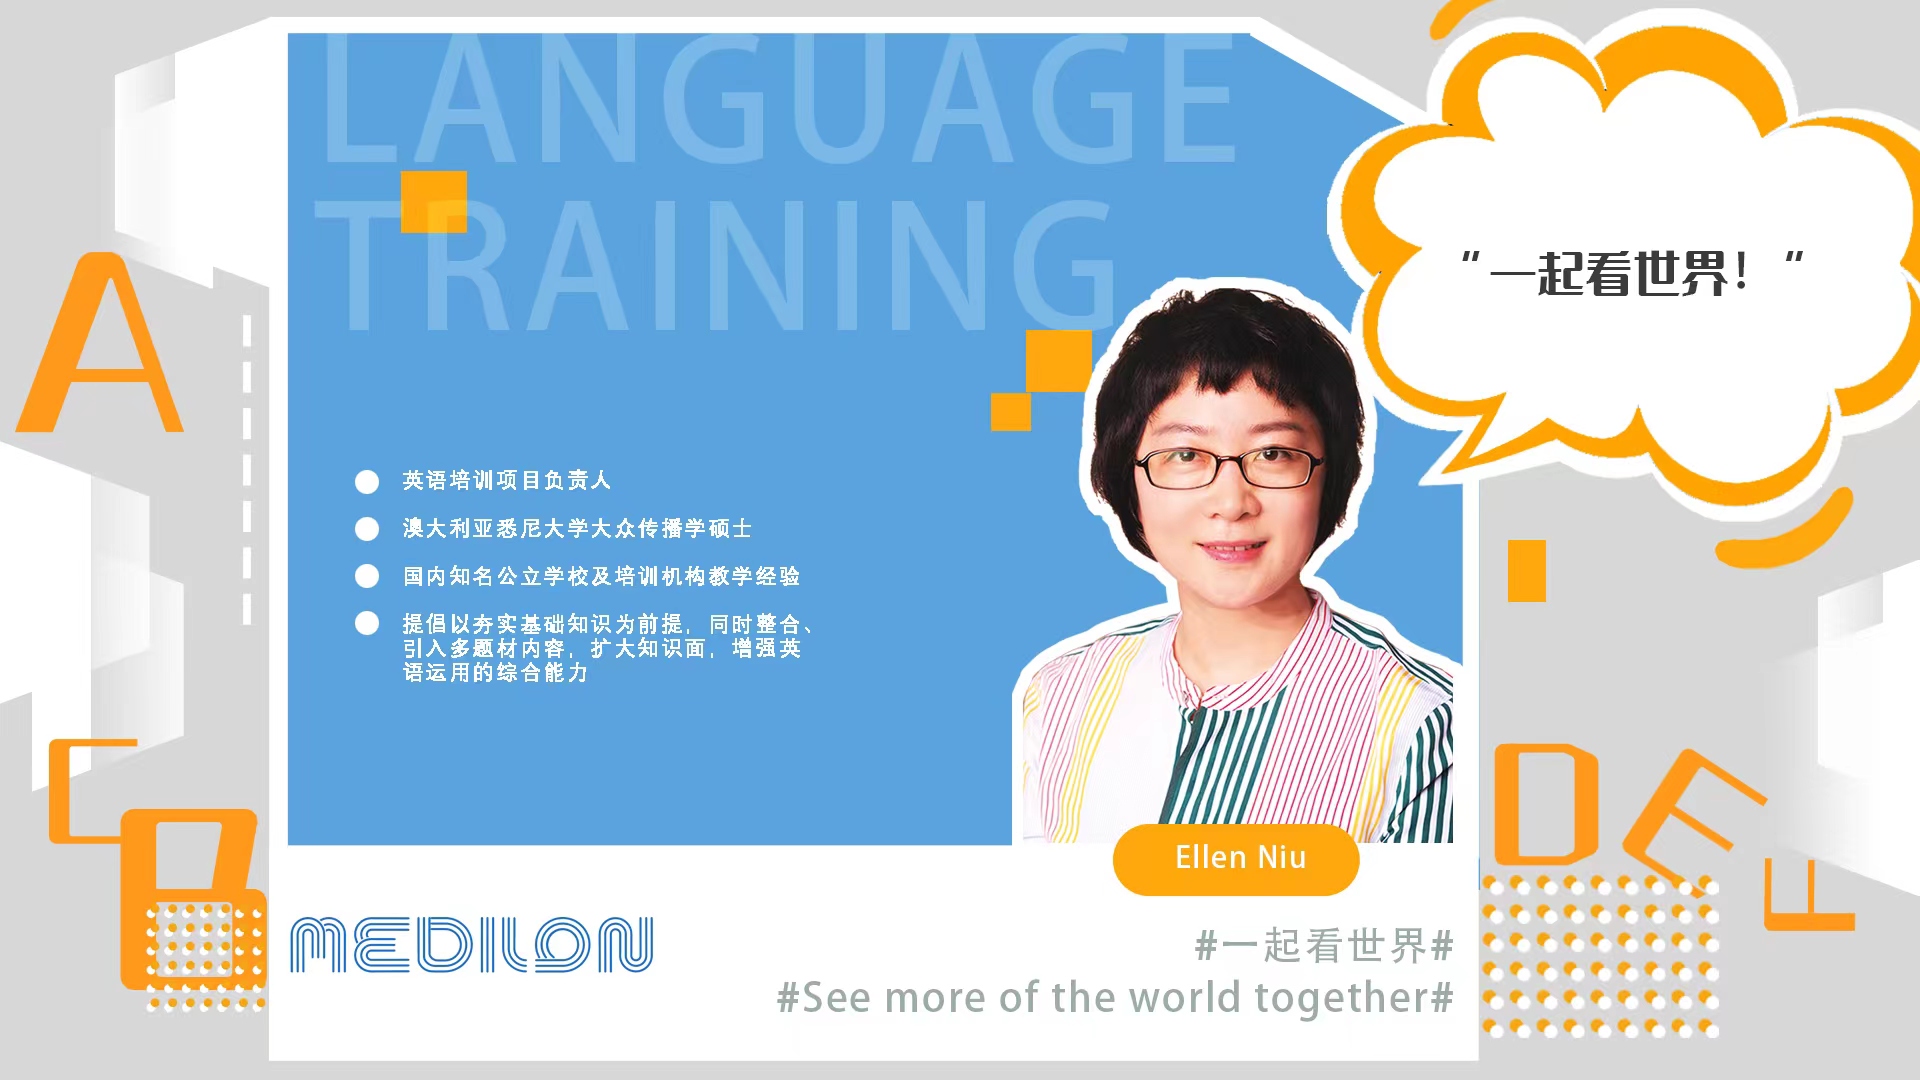 LANGUAGE
TRAINING
“一起看世界！”
英语培训项目负责人
澳大利亚悉尼大学大众传播学硕士
国内知名公立学校及培训机构教学经验
提倡以夯实基础知识为前提，同时整合、
引入多题材内容，扩大知识面，增强英
语运用的综合能力
Ellen Niu
MEDILON
#一起看世界#
#See more of the world together#
A
C
B
D
E
F